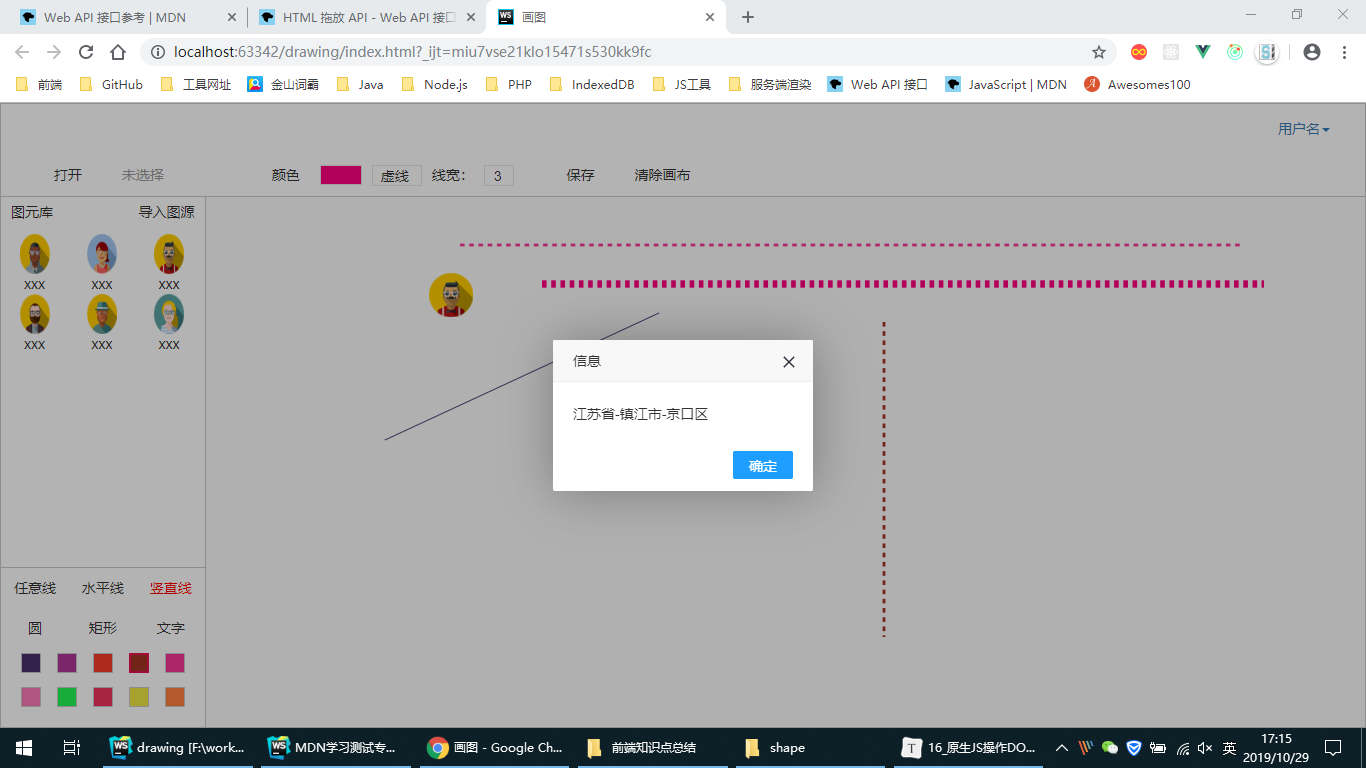 Web API 接口参考 | MDN
HTML 拖放 API - Web API 接口
WS 画图
localhost:63342/drawing/index.html?_ijt=miu7vse21klo15471s530kk9fc
前端 GitHub 工具网址 金山词霸 Java Node.js PHP IndexedDB JS工具 服务端渲染 Web API 接口 JavaScript | MDN Awesomes100
用户名
打开 未选择 颜色 虚线 线宽： 3 保存 清除画布
图元库 导入图源
XXX XXX XXX
XXX XXX XXX
信息
江苏省-镇江市-京口区
确定
任意线 水平线 竖直线
圆 矩形 文字
drawing [F:\work... MDN学习测试专... 画图 - Google Ch... 前端知识点总结 shape 16_原生JS操作DO... 英 17:15
2019/10/29